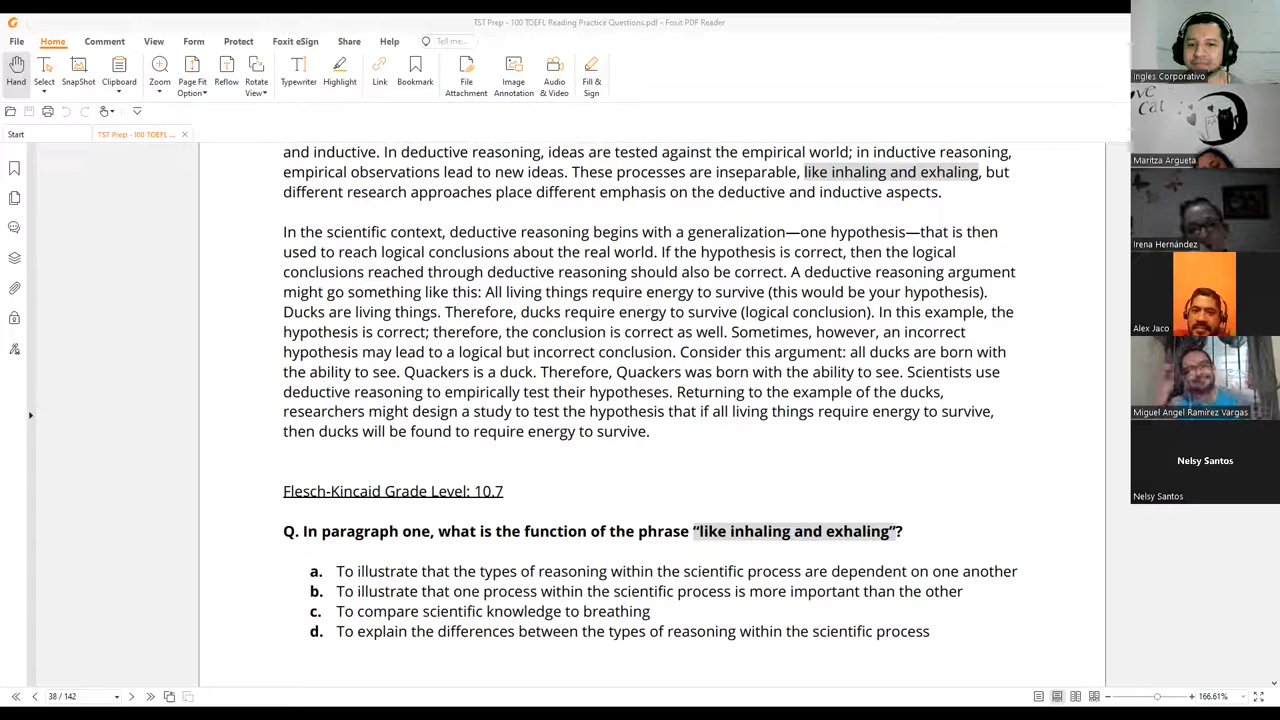 TST Prep - 100 TOEFL Reading Practice Questions.pdf - Foxit PDF Reader
File Home Comment View Form Protect Foxit eSign Share Help Tell me...
Hand Select SnapShot Clipboard Zoom Page Fit Option Reflow Rotate View Typewriter Highlight Link Bookmark File Attachment Image Annotation Audio & Video Fill & Sign
Start TST Prep - 100 TOEFL ...
and inductive. In deductive reasoning, ideas are tested against the empirical world; in inductive reasoning,
empirical observations lead to new ideas. These processes are inseparable, like inhaling and exhaling, but
different research approaches place different emphasis on the deductive and inductive aspects.
In the scientific context, deductive reasoning begins with a generalization—one hypothesis—that is then
used to reach logical conclusions about the real world. If the hypothesis is correct, then the logical
conclusions reached through deductive reasoning should also be correct. A deductive reasoning argument
might go something like this: All living things require energy to survive (this would be your hypothesis).
Ducks are living things. Therefore, ducks require energy to survive (logical conclusion). In this example, the
hypothesis is correct; therefore, the conclusion is correct as well. Sometimes, however, an incorrect
hypothesis may lead to a logical but incorrect conclusion. Consider this argument: all ducks are born with
the ability to see. Quackers is a duck. Therefore, Quackers was born with the ability to see. Scientists use
deductive reasoning to empirically test their hypotheses. Returning to the example of the ducks,
researchers might design a study to test the hypothesis that if all living things require energy to survive,
then ducks will be found to require energy to survive.
Flesch-Kincaid Grade Level: 10.7
Q. In paragraph one, what is the function of the phrase “like inhaling and exhaling”?
a. To illustrate that the types of reasoning within the scientific process are dependent on one another
b. To illustrate that one process within the scientific process is more important than the other
c. To compare scientific knowledge to breathing
d. To explain the differences between the types of reasoning within the scientific process
38 / 142
166.61%
Ingles Corporativo
cat
Maritza Argueta
Irena Hernández
Alex Jaco
Miguel Angel Ramírez Vargas
Nelsy Santos
Nelsy Santos